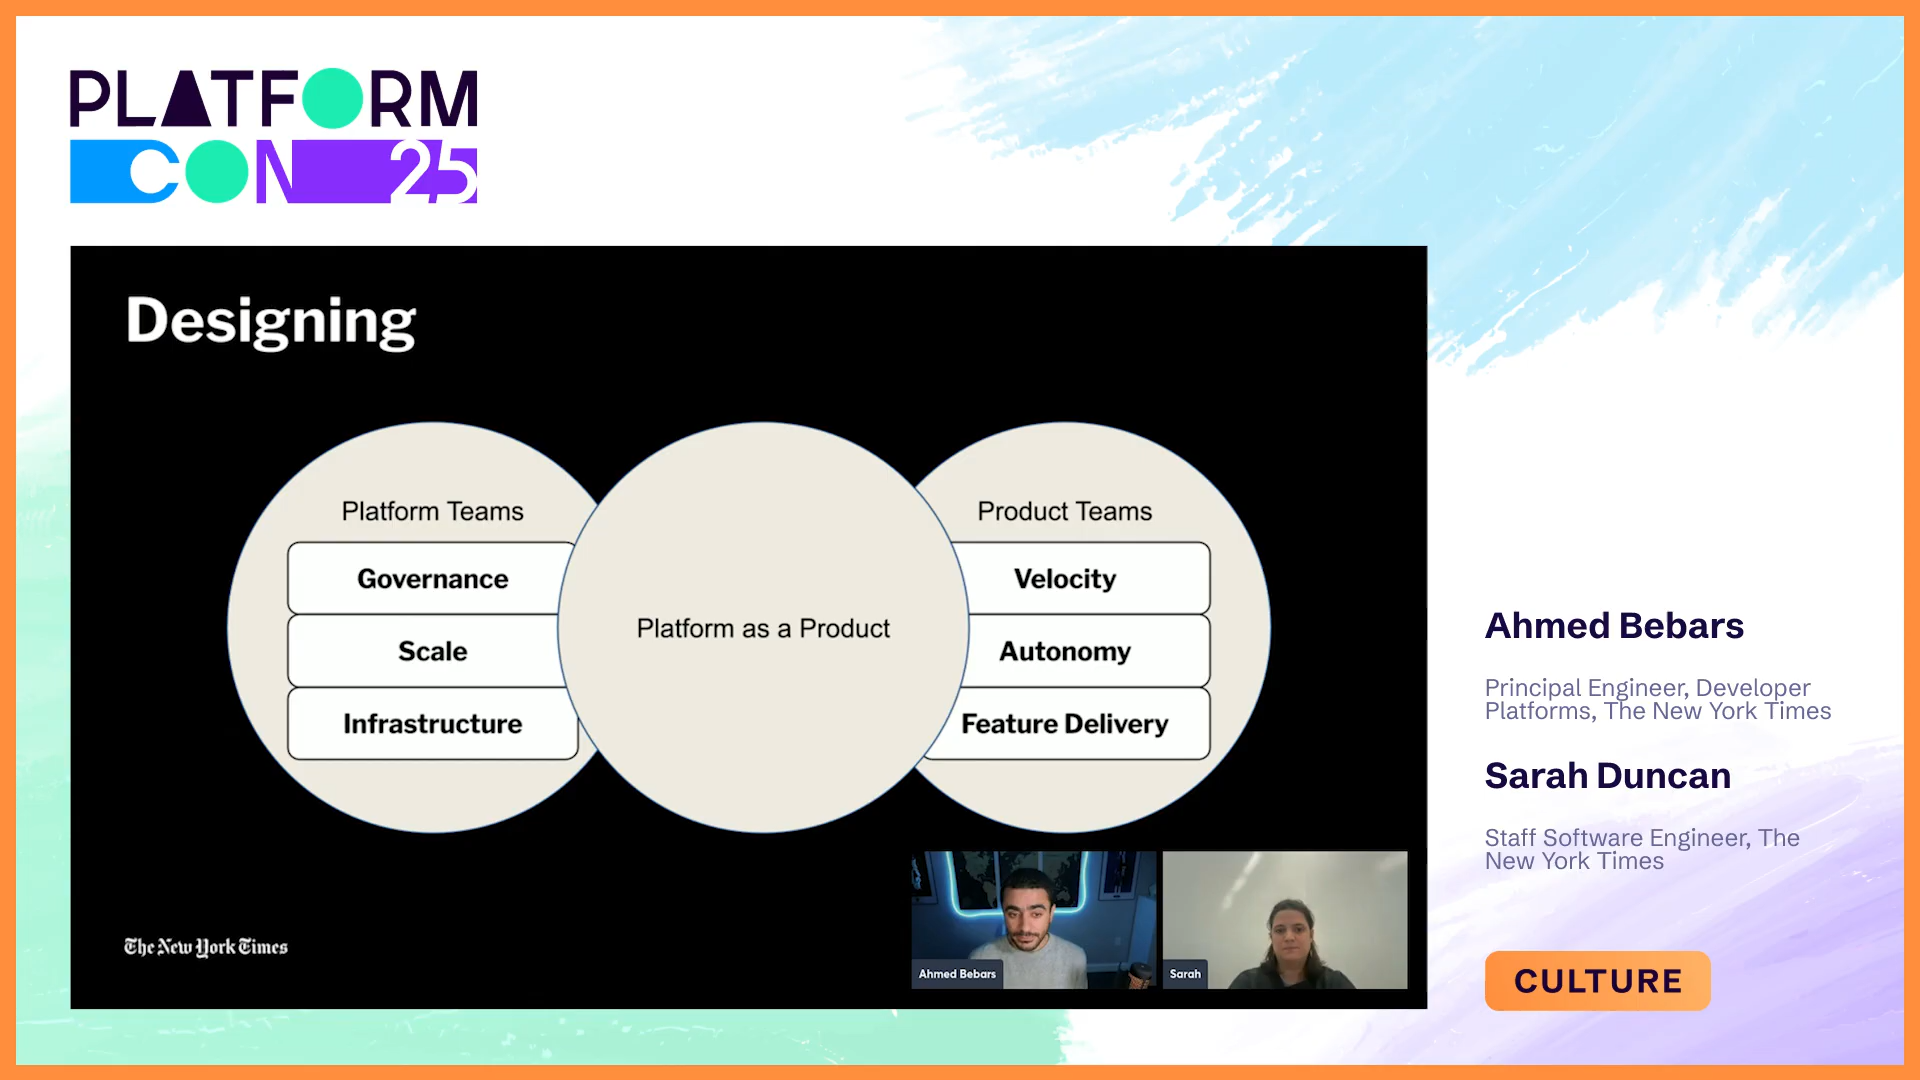 PLATFORM
CON 25
Designing
Platform Teams
Governance
Scale
Infrastructure
Platform as a Product
Product Teams
Velocity
Autonomy
Feature Delivery
The New York Times
Ahmed Bebars
Sarah
Ahmed Bebars
Principal Engineer, Developer
Platforms, The New York Times
Sarah Duncan
Staff Software Engineer, The
New York Times
CULTURE